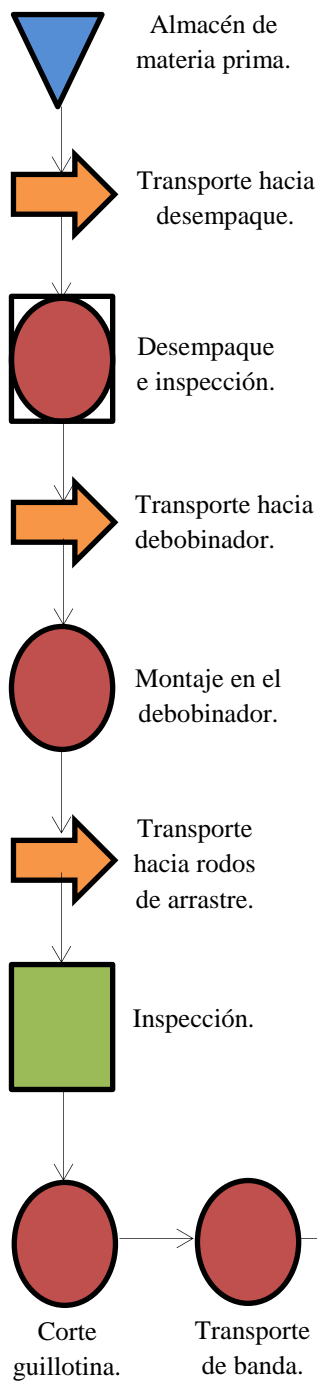 Almacén de
materia prima.
Transporte hacia
desempaque.
Desempaque
e inspección.
Transporte hacia
debobinador.
Montaje en el
debobinador.
Transporte
hacia rodos
de arrastre.
Inspección.
Corte
guillotina.
Transporte
de banda.